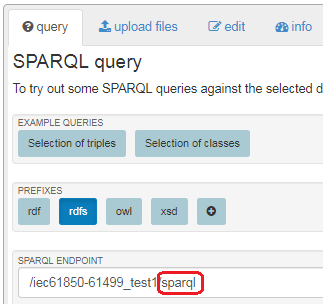 query upload files edit info
SPARQL query
To try out some SPARQL queries against the selected d
EXAMPLE QUERIES
Selection of triples Selection of classes
PREFIXES
rdf rdfs owl xsd
SPARQL ENDPOINT
/iec61850-61499_test1/sparql